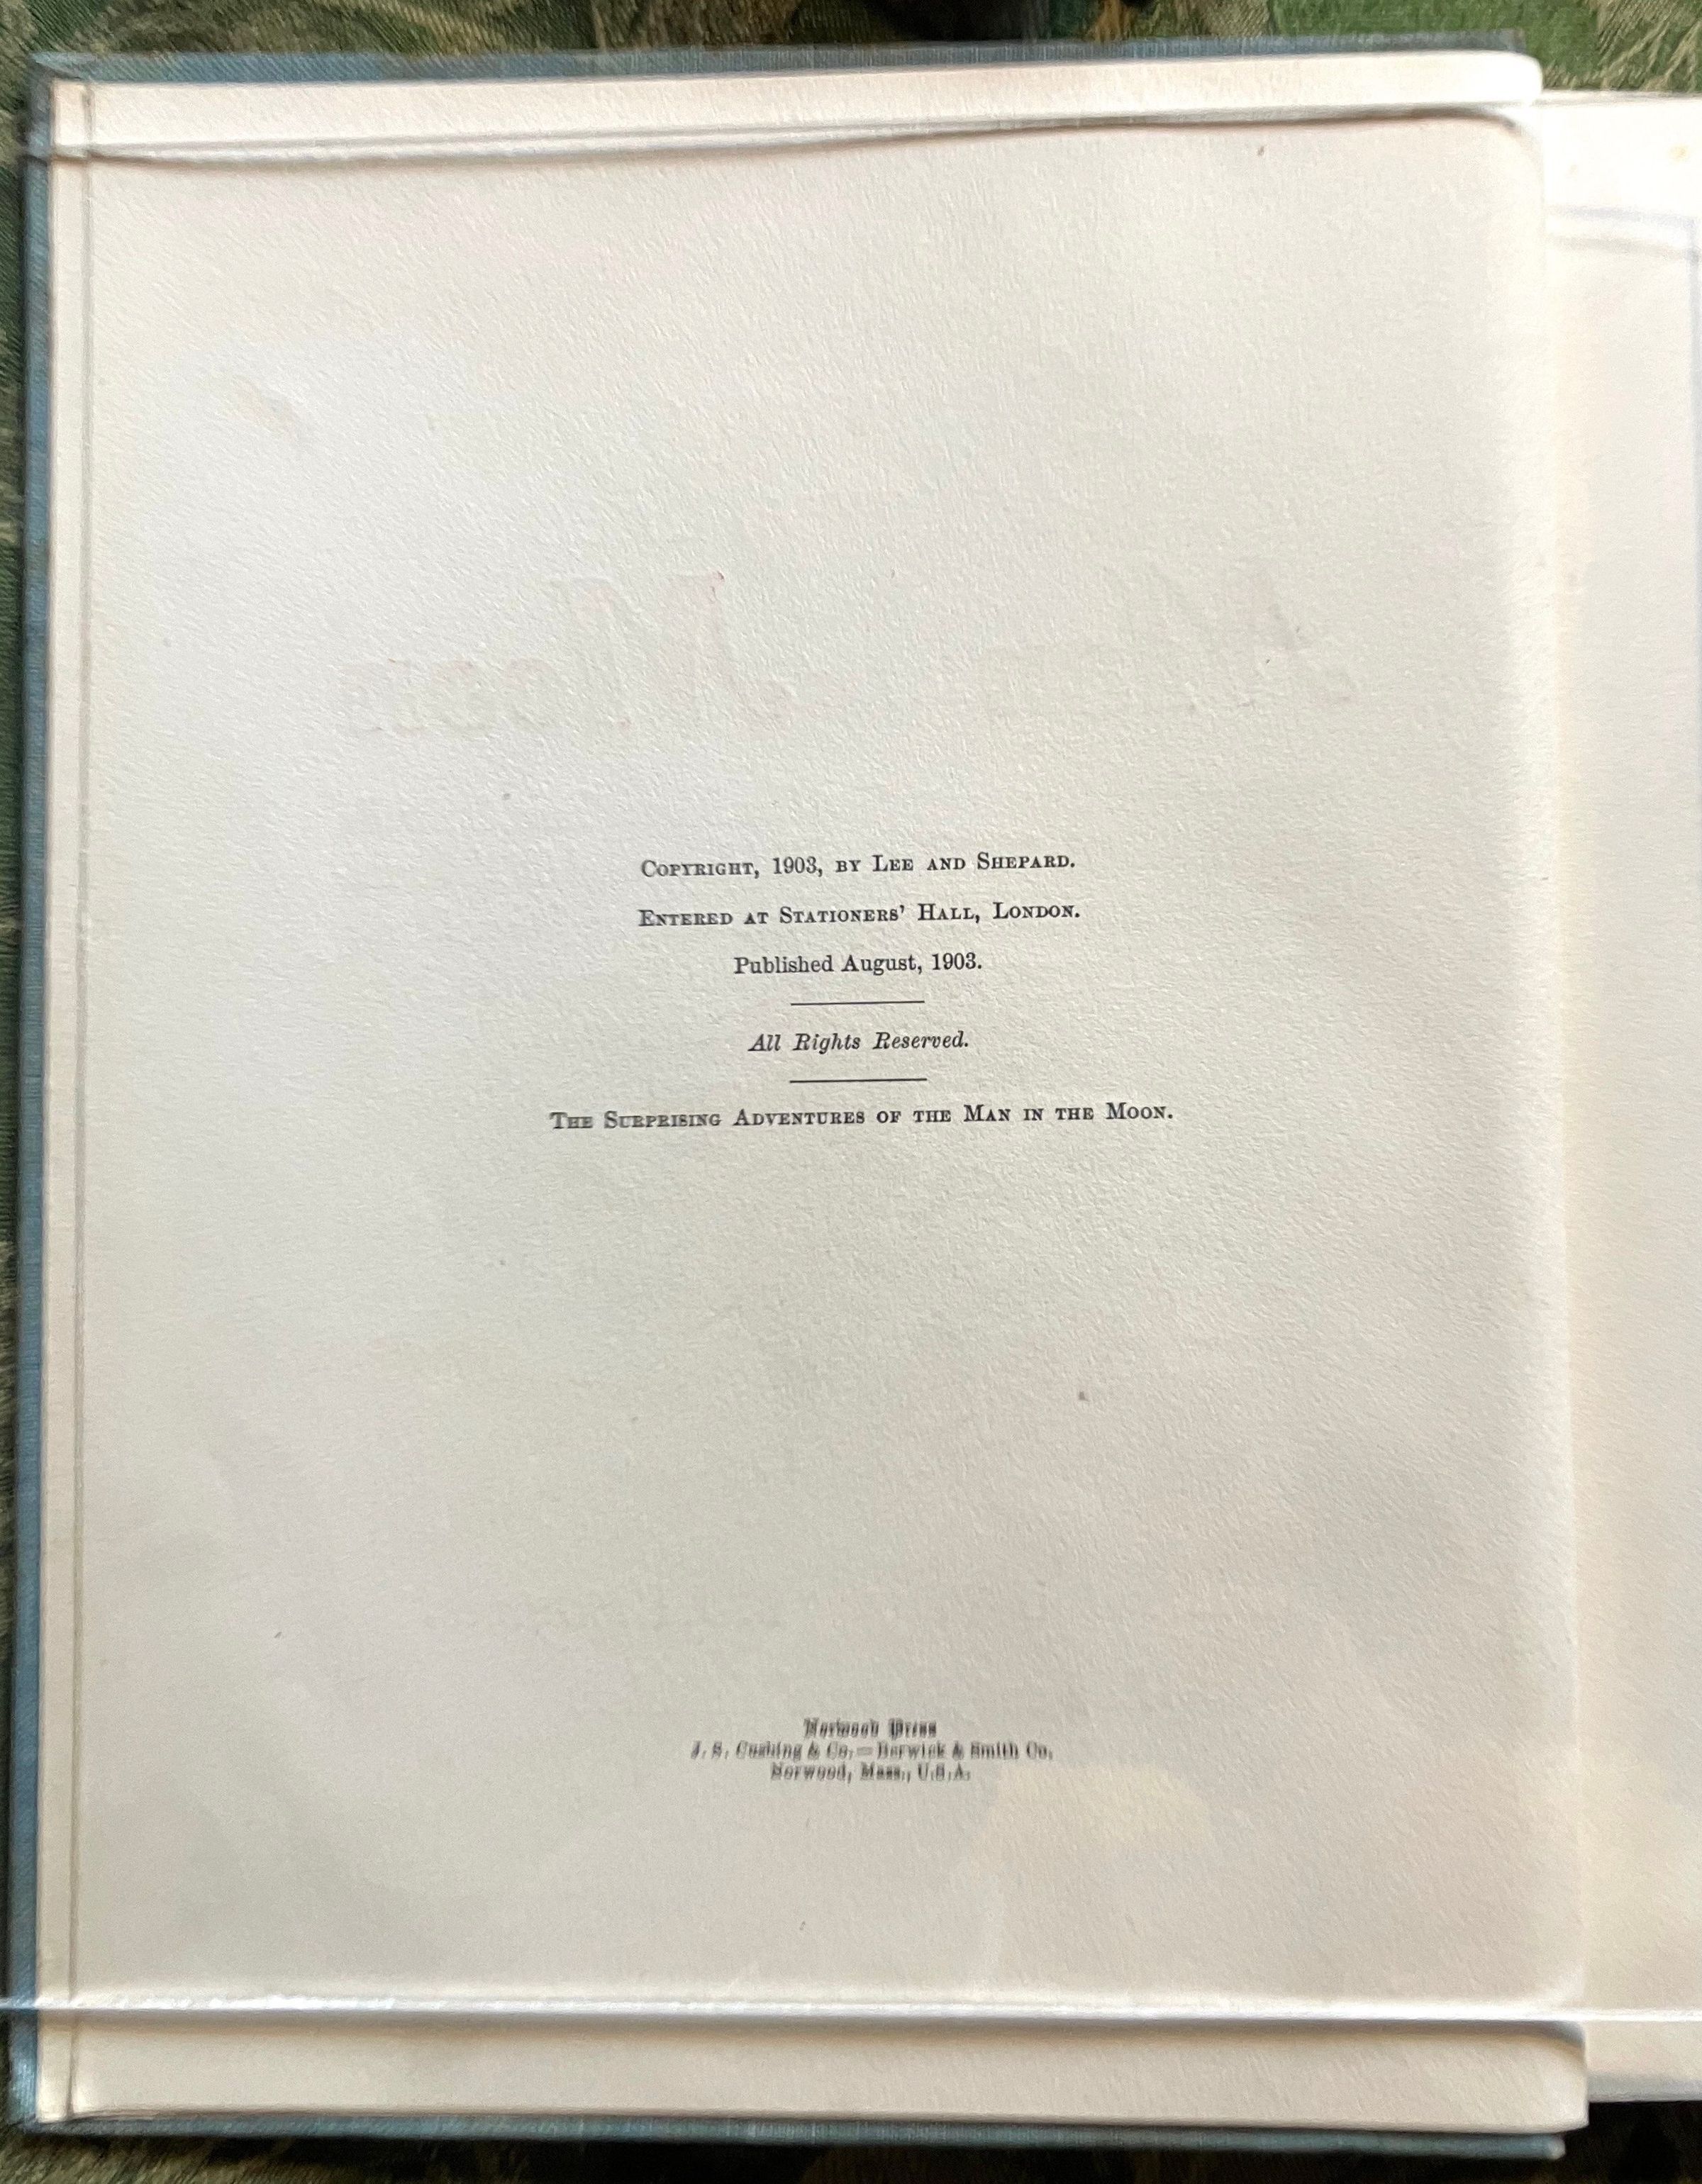 Copyright, 1903, by Lee and Shepard.
Entered at Stationers' Hall, London.
Published August, 1903.
All Rights Reserved.
The Surprising Adventures of the Man in the Moon.
Norwood Press
J. S. Cushing & Co. — Berwick & Smith Co.
Norwood, Mass., U.S.A.